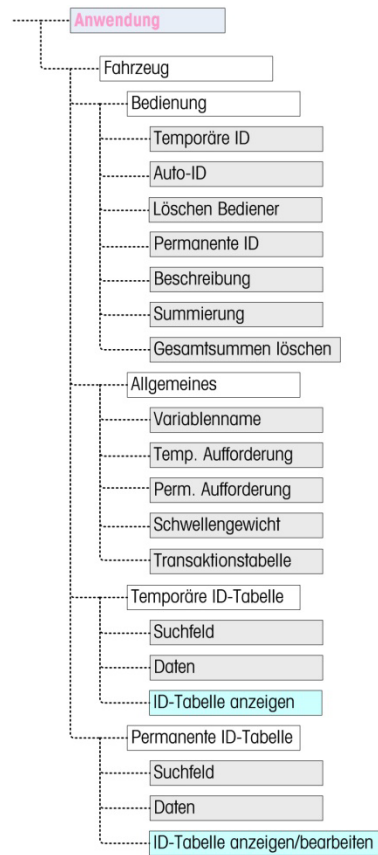 Anwendung
Fahrzeug
Bedienung
Temporäre ID
Auto-ID
Löschen Bediener
Permanente ID
Beschreibung
Summierung
Gesamtsummen löschen
Allgemeines
Variablenname
Temp. Aufforderung
Perm. Aufforderung
Schwellengewicht
Transaktionstabelle
Temporäre ID-Tabelle
Suchfeld
Daten
ID-Tabelle anzeigen
Permanente ID-Tabelle
Suchfeld
Daten
ID-Tabelle anzeigen/bearbeiten